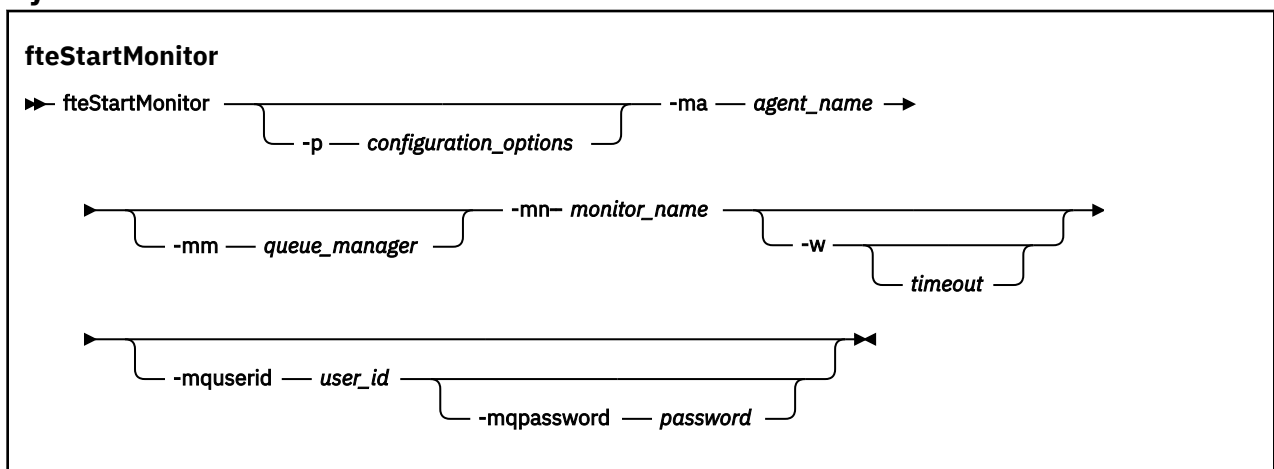 fteStartMonitor
fteStartMonitor -ma agent_name
-p configuration_options
-mn monitor_name
-mm queue_manager -w
timeout
-mquserid user_id
-mqpassword password